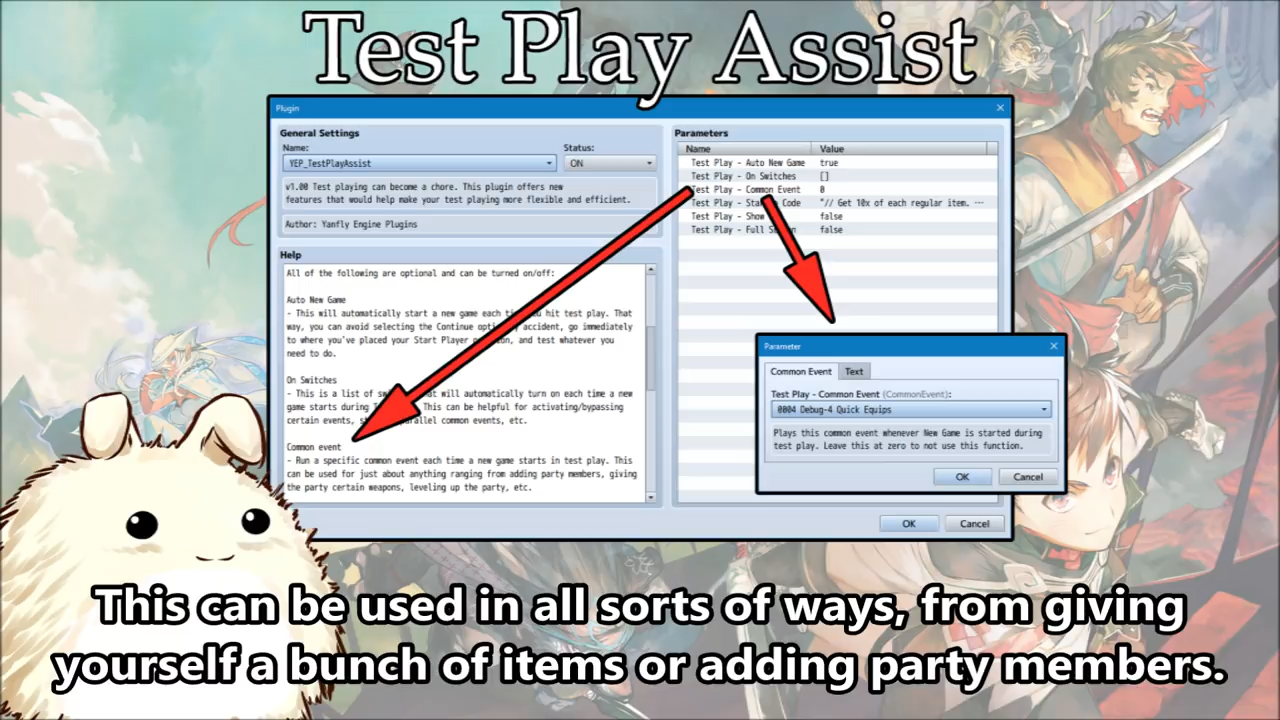 Test Play Assist
Plugin
General Settings
Name:
Status:
YEP_TestPlayAssist
ON
v1.00 Test playing can become a chore. This plugin offers new
features that would help make your test playing more flexible and efficient.
Author: Yanfly Engine Plugins
Help
All of the following are optional and can be turned on/off:
Auto New Game
- This will automatically start a new game each time you hit test play. That
way, you can avoid selecting the Continue option by accident, go immediately
to where you've placed your Start Player position, and test whatever you
need to do.
On Switches
- This is a list of switches that will automatically turn on each time a new
game starts during This can be helpful for activating/bypassing
certain events, parallel common events, etc.
Common event
- Run a specific common event each time a new game starts in test play. This
can be used for just about anything ranging from adding party members, giving
the party certain weapons, leveling up the party, etc.
Parameters
Name Value
Test Play - Auto New Game true
Test Play - On Switches []
Test Play - Common Event 0
Test Play - Code "// Get 10x of each regular item. ⋯
Test Play - Show false
Test Play - Full false
OK
Cancel
Parameter
Common Event Text
Test Play - Common Event (CommonEvent):
0004 Debug-4 Quick Equips
Plays this common event whenever New Game is started during
test play. Leave this at zero to not use this function.
OK
Cancel
This can be used in all sorts of ways, from giving
yourself a bunch of items or adding party members.